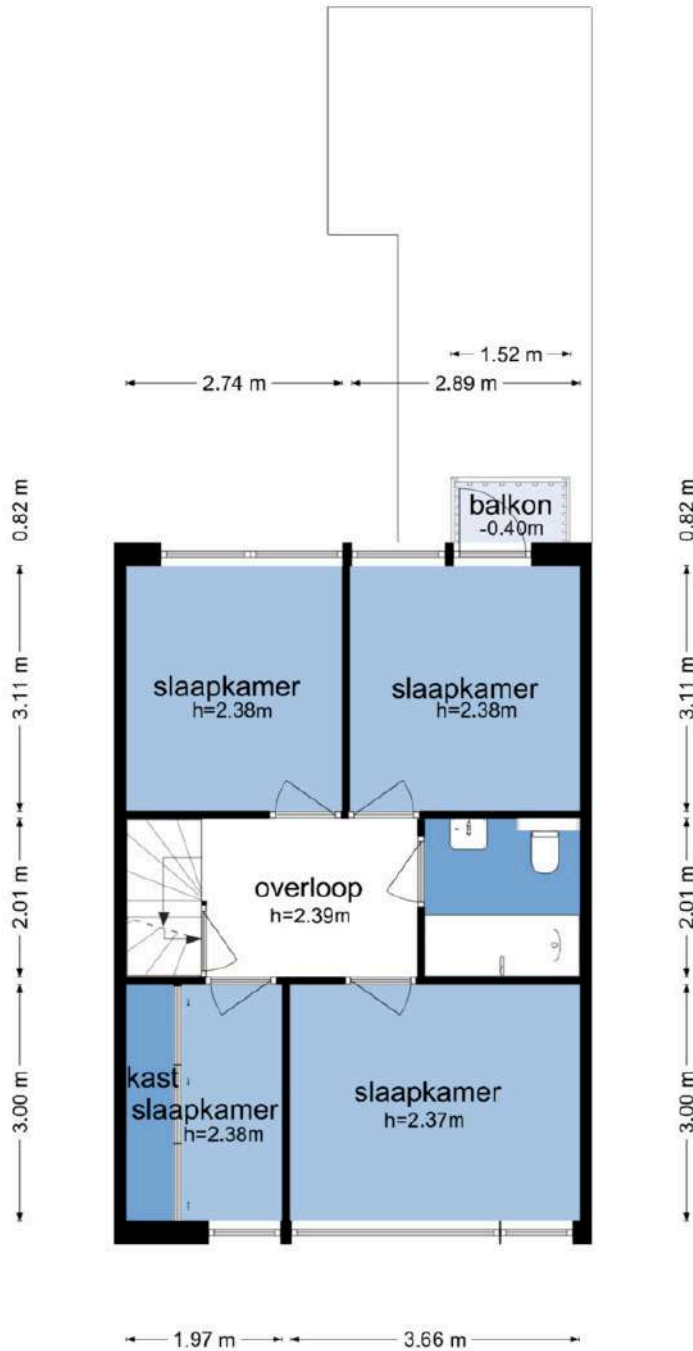 1.52 m
2.74 m
2.89 m
0.82 m
0.82 m
balkon
-0.40m
3.11 m
3.11 m
slaapkamer
h=2.38m
slaapkamer
h=2.38m
2.01 m
2.01 m
overloop
h=2.39m
3.00 m
3.00 m
kast
slaapkamer
h=2.38m
slaapkamer
h=2.37m
1.97 m
3.66 m